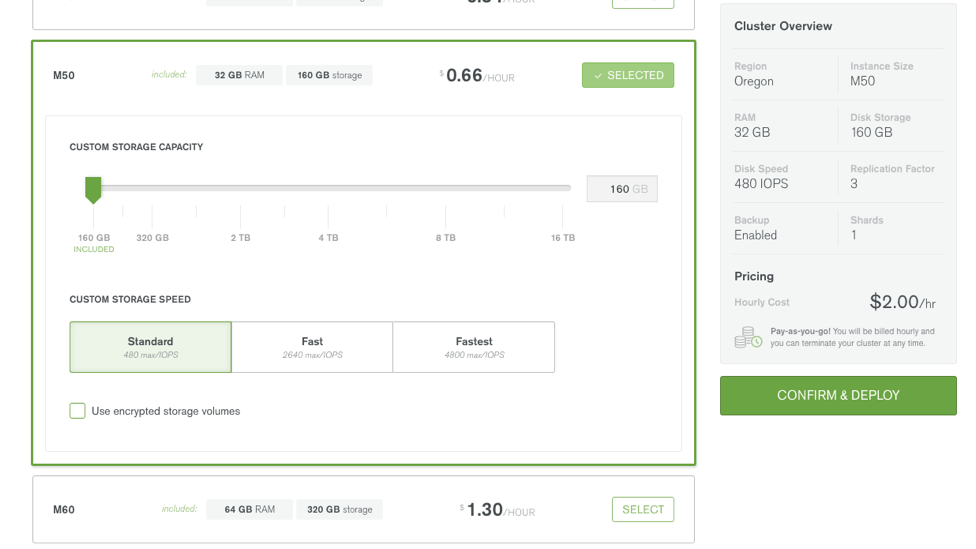 M50
included:
32 GB RAM
160 GB storage
$ 0.66/HOUR
✓ SELECTED
CUSTOM STORAGE CAPACITY
160 GB
160 GB
320 GB
2 TB
4 TB
8 TB
16 TB
INCLUDED
CUSTOM STORAGE SPEED
Standard
480 max/IOPS
Fast
2640 max/IOPS
Fastest
4800 max/IOPS
Use encrypted storage volumes
M60
included:
64 GB RAM
320 GB storage
$ 1.30/HOUR
SELECT
Cluster Overview
Region
Oregon
Instance Size
M50
RAM
32 GB
Disk Storage
160 GB
Disk Speed
480 IOPS
Replication Factor
3
Backup
Enabled
Shards
1
Pricing
Hourly Cost
$2.00/hr
Pay-as-you-go! You will be billed hourly and
you can terminate your cluster at any time.
CONFIRM & DEPLOY